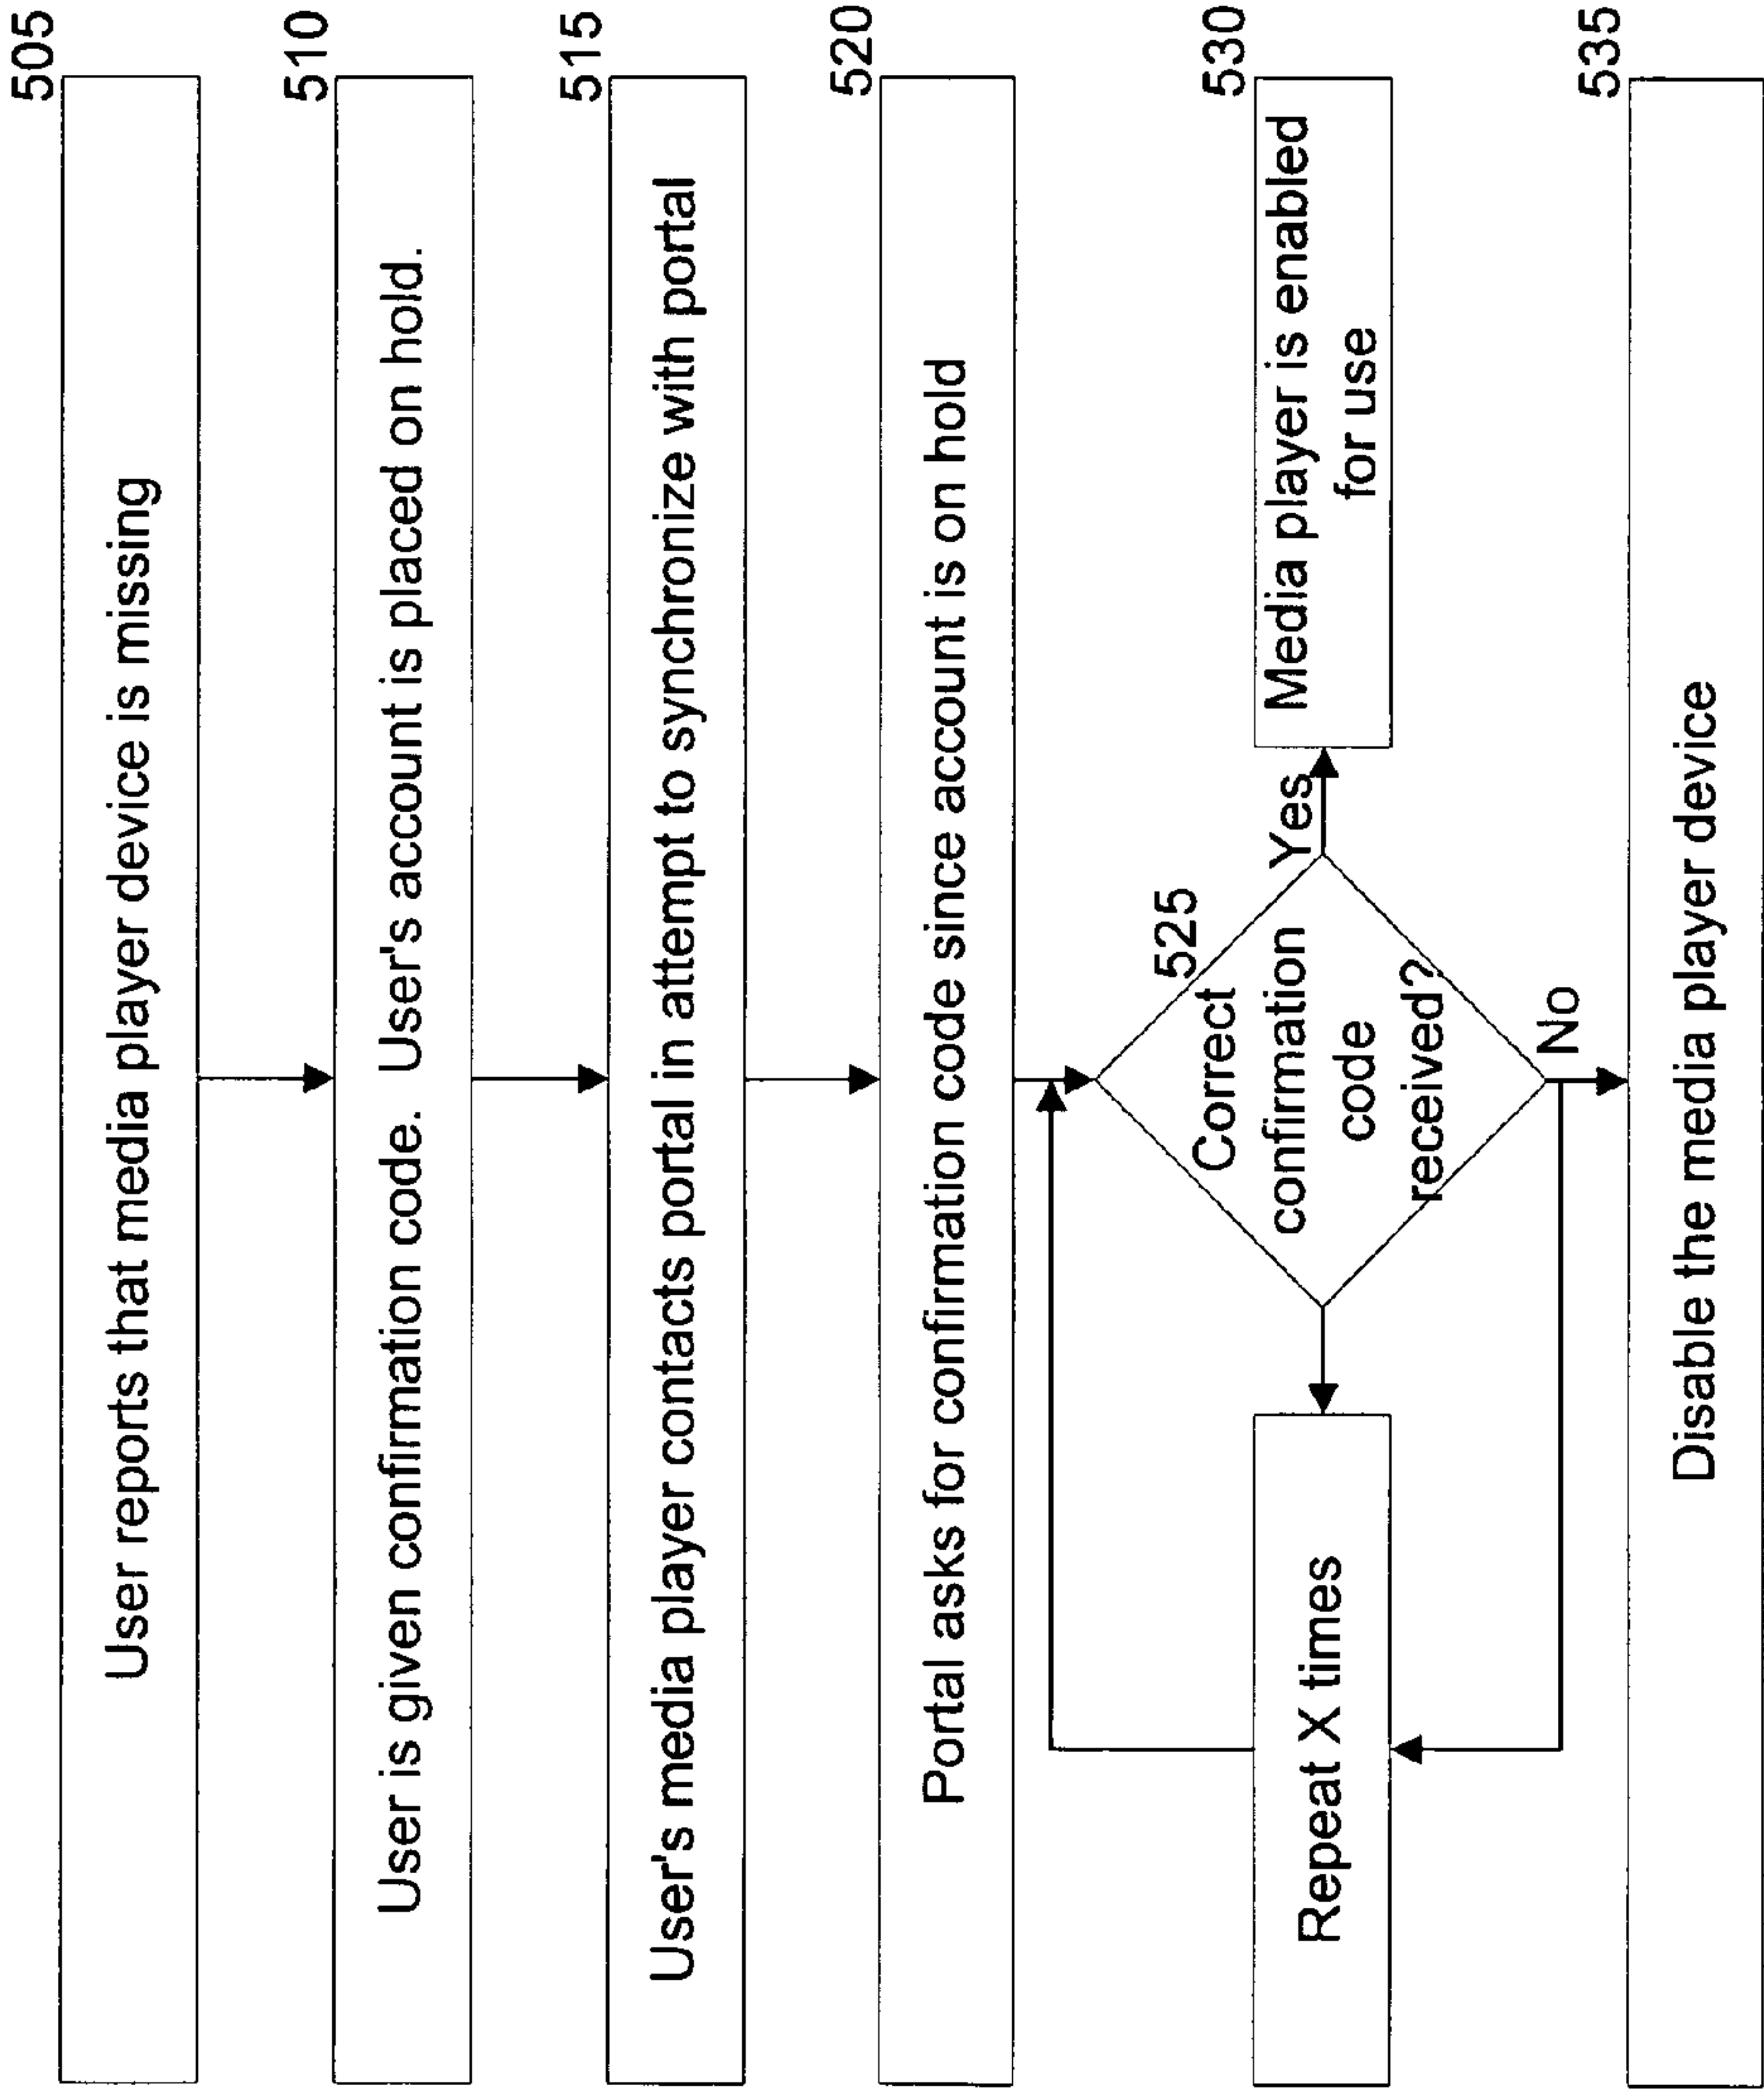 505
User reports that media player device is missing
510
User is given confirmation code.  User's account is placed on hold.
515
User's media player contacts portal in attempt to synchronize with portal
520
Portal asks for confirmation code since account is on hold
525
Correct
confirmation
code
received?
Yes
530
Media player is enabled
for use
Repeat X times
No
535
Disable the media player device